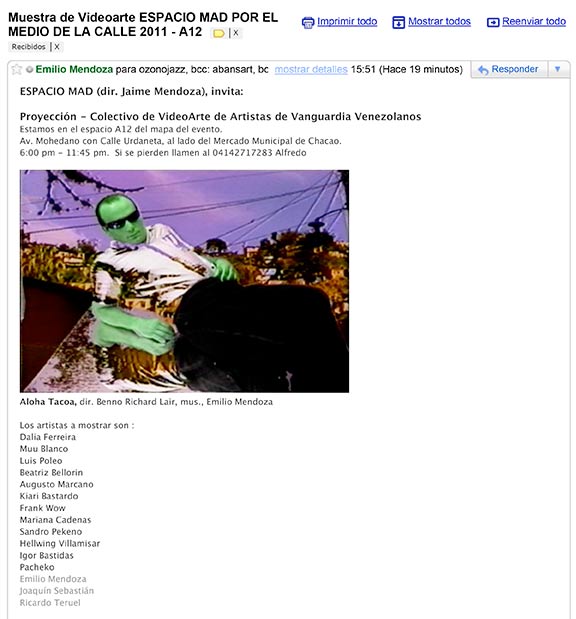 Muestra de Videoarte ESPACIO MAD POR EL
MEDIO DE LA CALLE 2011 - A12 | X
Imprimir todo Mostrar todos Reenviar todo
Recibidos | X
Emilio Mendoza para ozonojazz, bcc: abansart, bc mostrar detalles 15:51 (Hace 19 minutos) Responder
ESPACIO MAD (dir. Jaime Mendoza), invita:
Proyección - Colectivo de VideoArte de Artistas de Vanguardia Venezolanos
Estamos en el espacio A12 del mapa del evento.
Av. Mohedano con Calle Urdaneta, al lado del Mercado Municipal de Chacao.
6:00 pm - 11:45 pm. Si se pierden llamen al 04142717283 Alfredo
Aloha Tacoa, dir. Benno Richard Lair, mus., Emilio Mendoza
Los artistas a mostrar son :
Dalia Ferreira
Muu Blanco
Luis Poleo
Beatriz Bellorin
Augusto Marcano
Kiari Bastardo
Frank Wow
Mariana Cadenas
Sandro Pekeno
Hellwing Villamisar
Igor Bastidas
Pacheko
Emilio Mendoza
Joaquín Sebastián
Ricardo Teruel